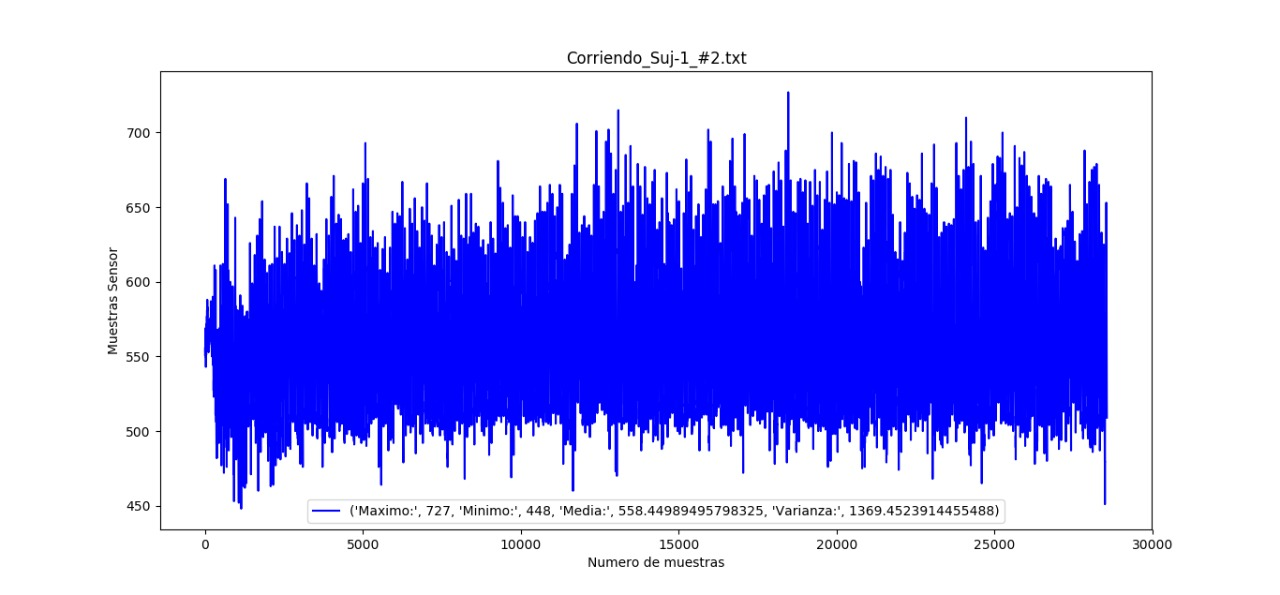 Corriendo_Suj-1_#2.txt
Muestras Sensor
700
650
600
550
500
450
('Maximo:', 727, 'Minimo:', 448, 'Media:', 558.44989495798325, 'Varianza:', 1369.4523914455488)
0 5000 10000 15000 20000 25000 30000
Numero de muestras